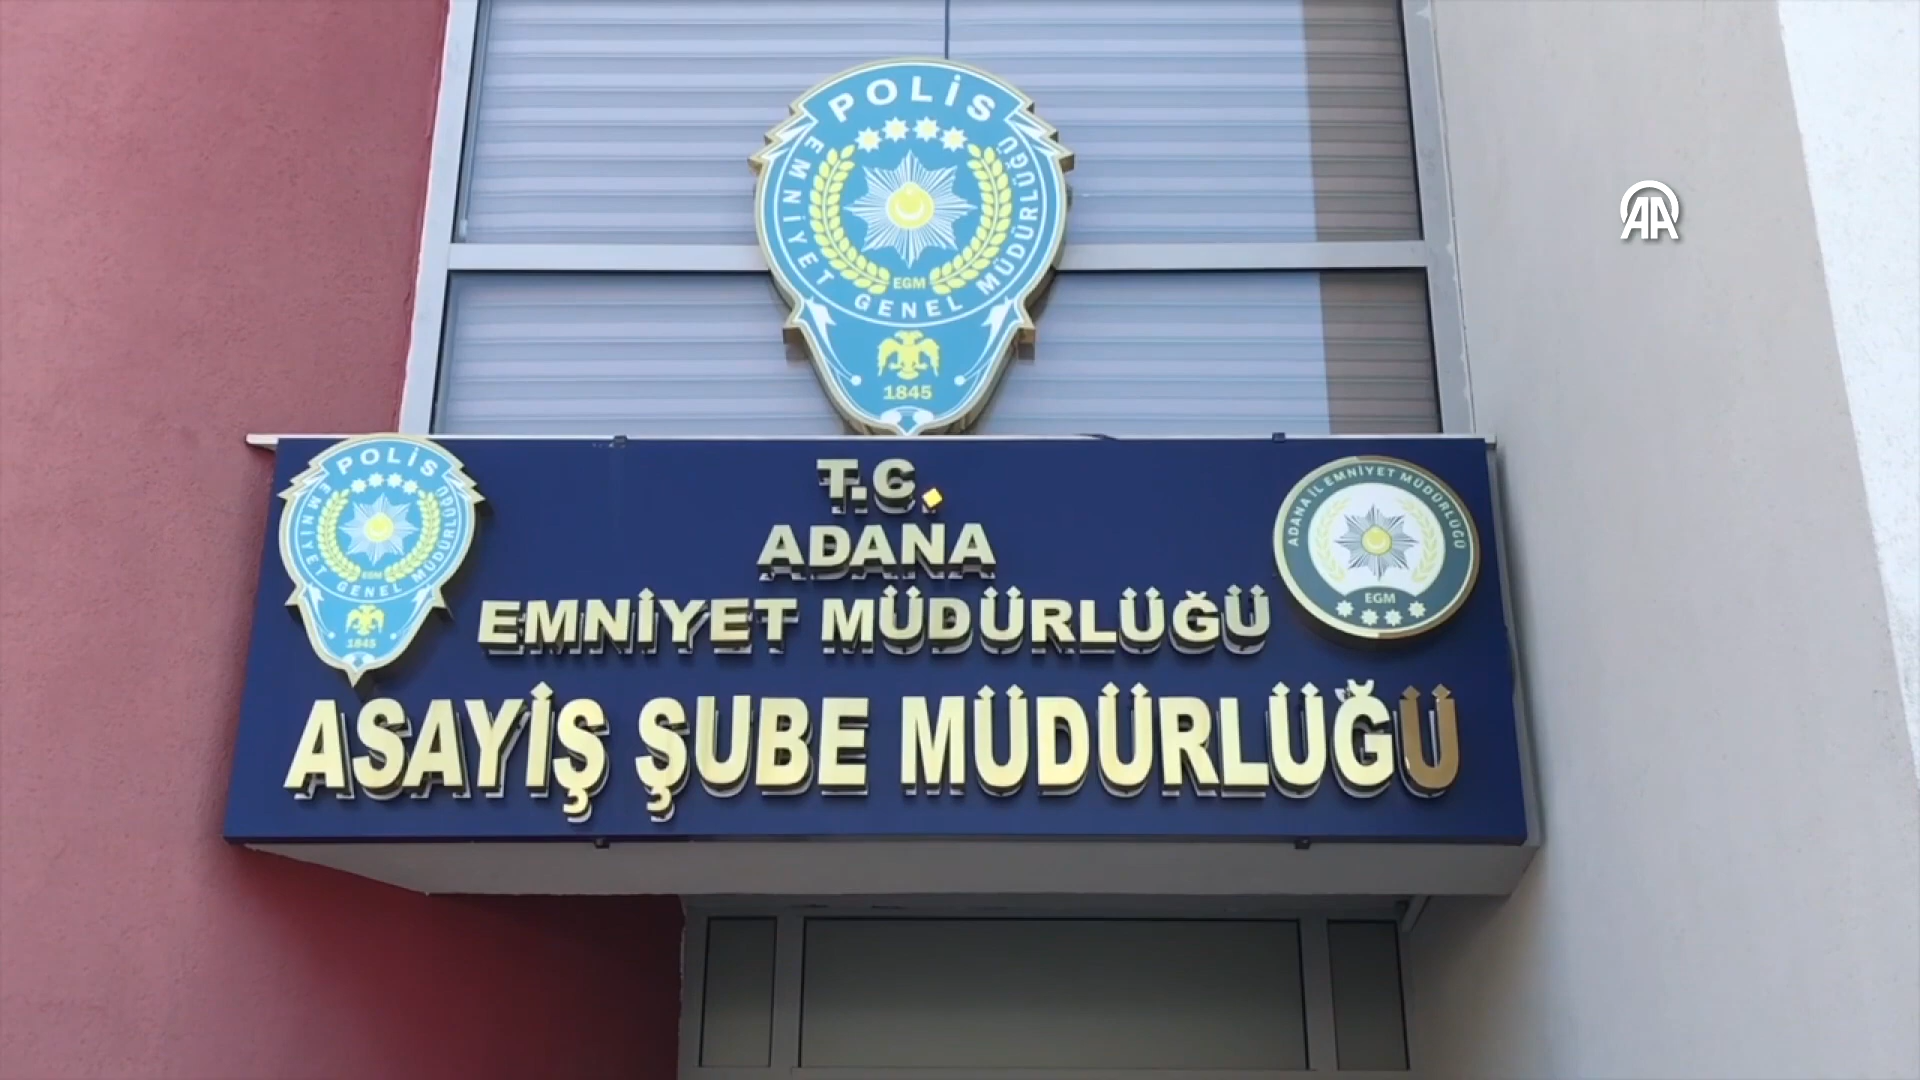 POLİS
EMNİYET GENEL MÜDÜRLÜĞÜ
EGM
1845
AA
POLİS
EMNİYET GENEL MÜDÜRLÜĞÜ
EGM
1845
T.C.
ADANA
EMNİYET MÜDÜRLÜĞÜ
ASAYİŞ ŞUBE MÜDÜRLÜĞÜ
ADANA İL EMNİYET MÜDÜRLÜĞÜ
EGM